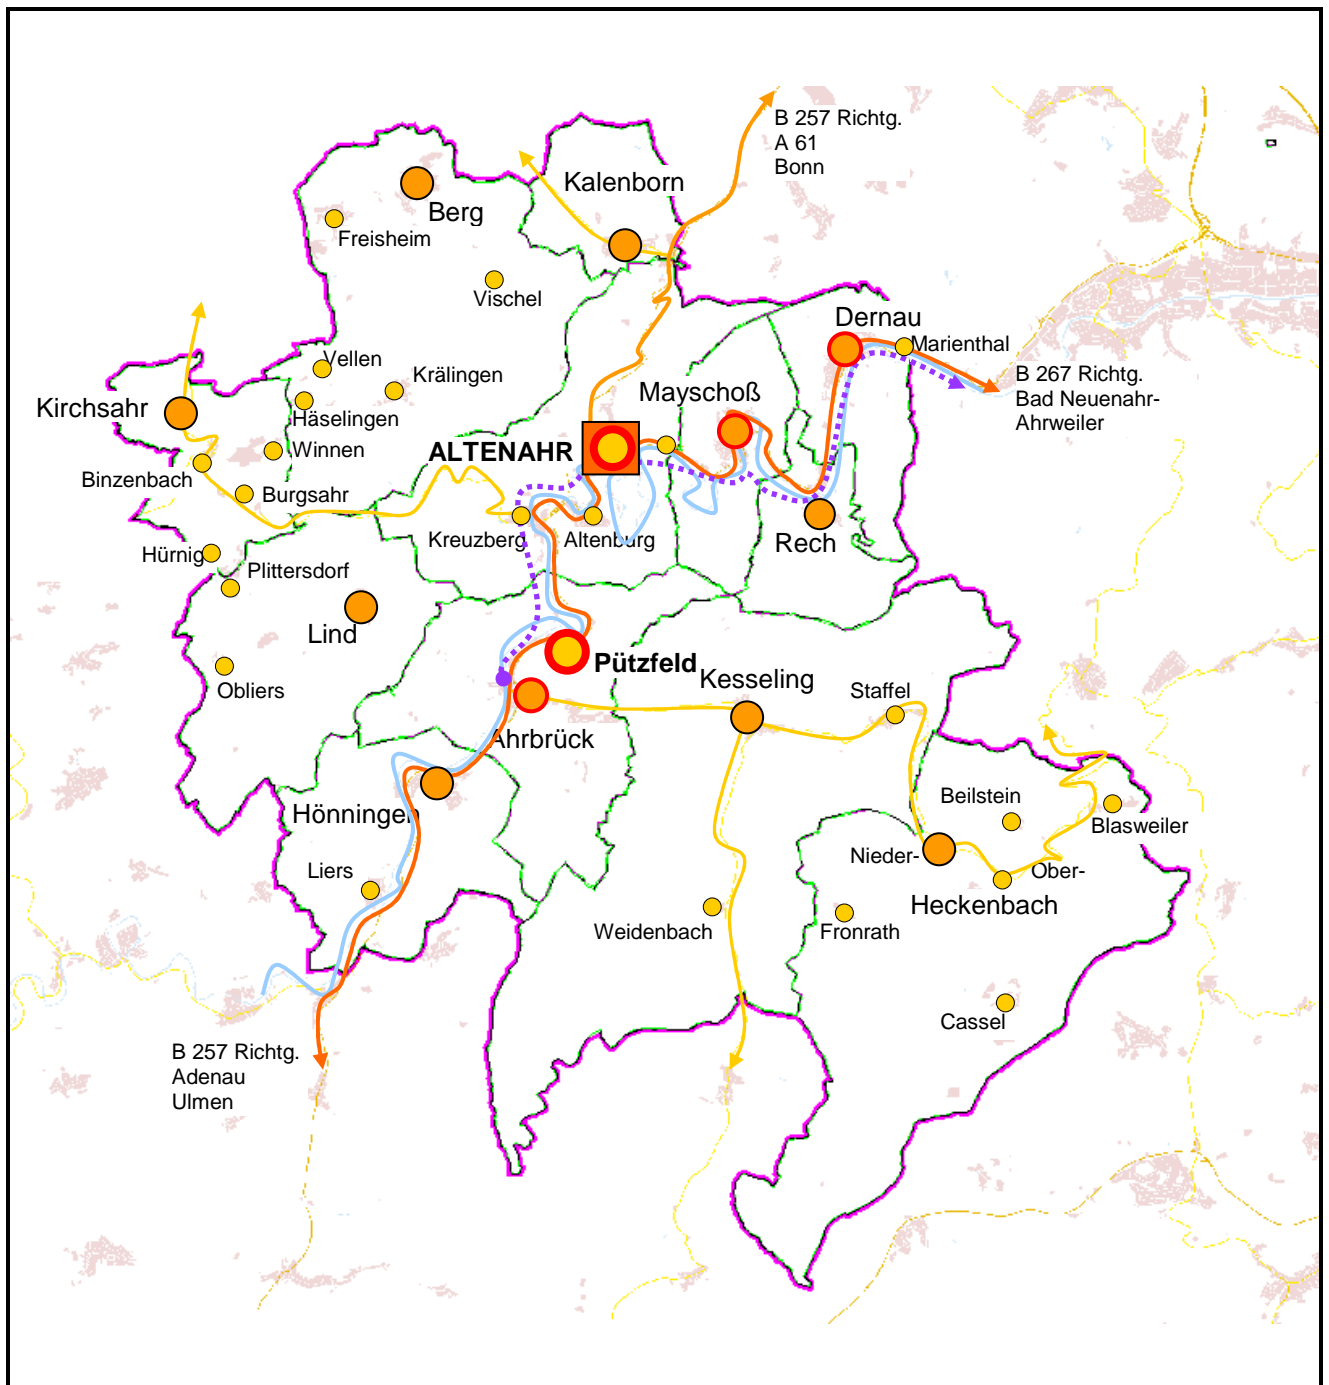 B 257 Richtg.
A 61
Bonn
Kalenborn
Berg
Freisheim
Vischel
Dernau
Marienthal
Vellen
Krälingen
B 267 Richtg.
Bad Neuenahr-
Ahrweiler
Mayschoß
Kirchsahr
Häselingen
Winnen
ALTENAHR
Binzenbach
Burgsahr
Kreuzberg
Altenburg
Rech
Hürnig
Plittersdorf
Lind
Pützfeld
Kesseling
Obliers
Staffel
Ahrbrück
Beilstein
Hönningen
Blasweiler
Nieder-
Ober-
Liers
Heckenbach
Weidenbach
Fronrath
Cassel
B 257 Richtg.
Adenau
Ulmen